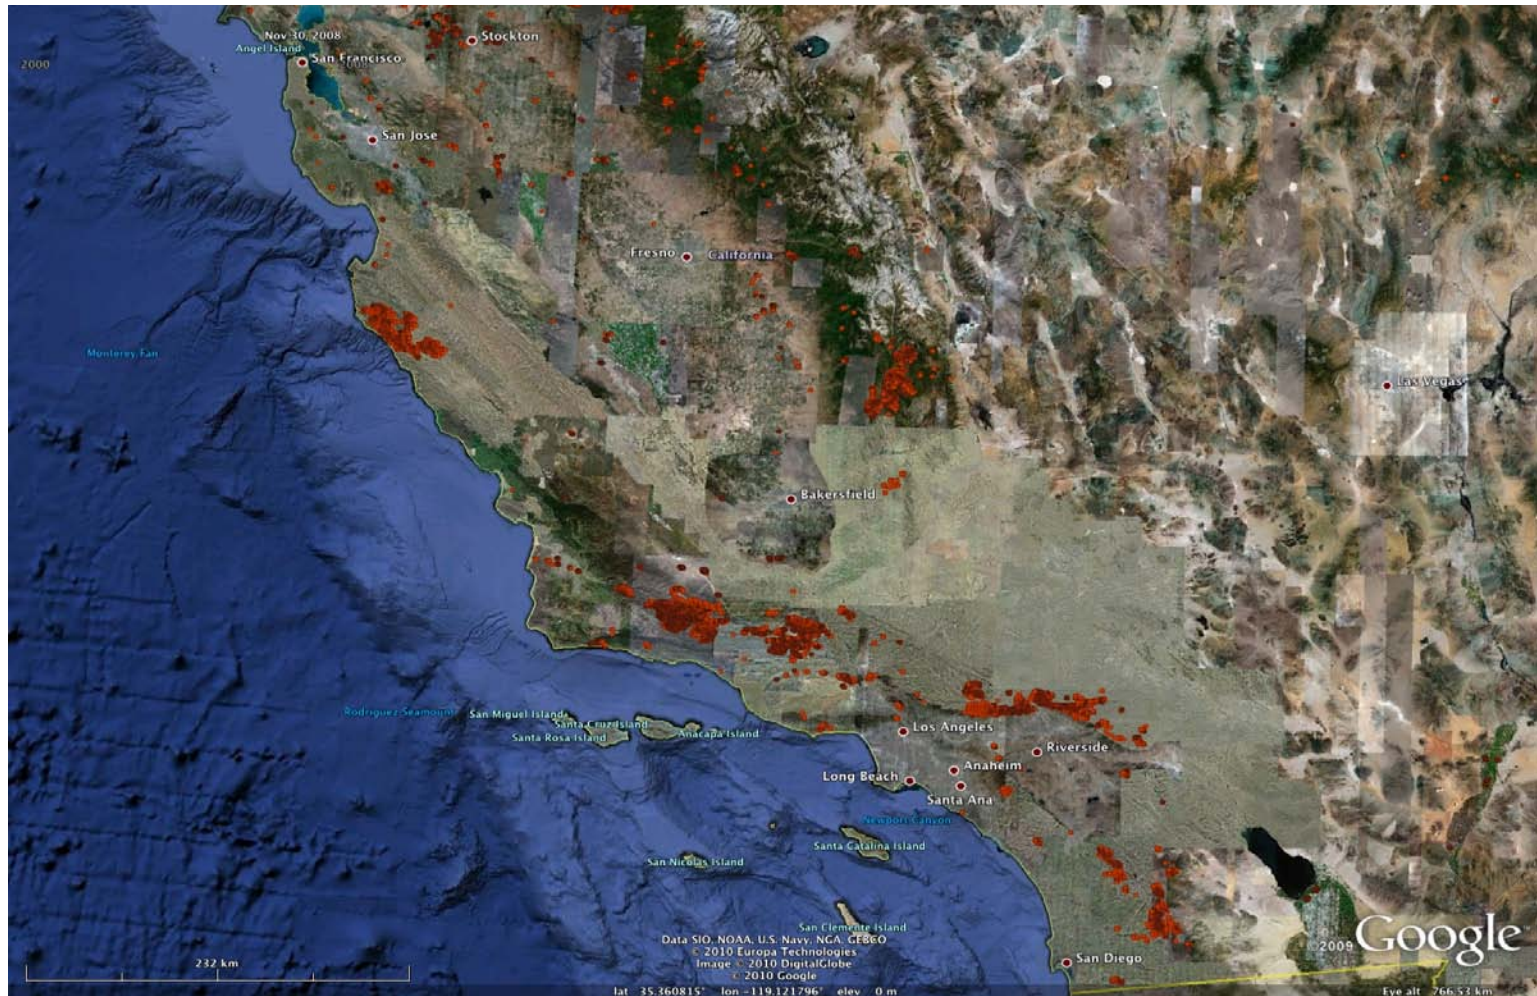 Nov 30, 2008
Stockton
Angel Island
San Francisco
2000
San Jose
Fresno
California
Monterey Fan
Las Vegas
Bakersfield
Rodriguez Seamount
San Miguel Island
Santa Cruz Island
Santa Rosa Island
Anacapa Island
Los Angeles
Riverside
Anaheim
Long Beach
Santa Ana
Newport Canyon
Santa Catalina Island
San Nicolas Island
San Clemente Island
Data SIO, NOAA, U.S. Navy, NGA, GEBCO
© 2010 Europa Technologies
Image © 2010 DigitalGlobe
© 2010 Google
©2009 Google
San Diego
232 km
lat 35.360815° lon -119.121796° elev 0 m
Eye alt 766.53 km